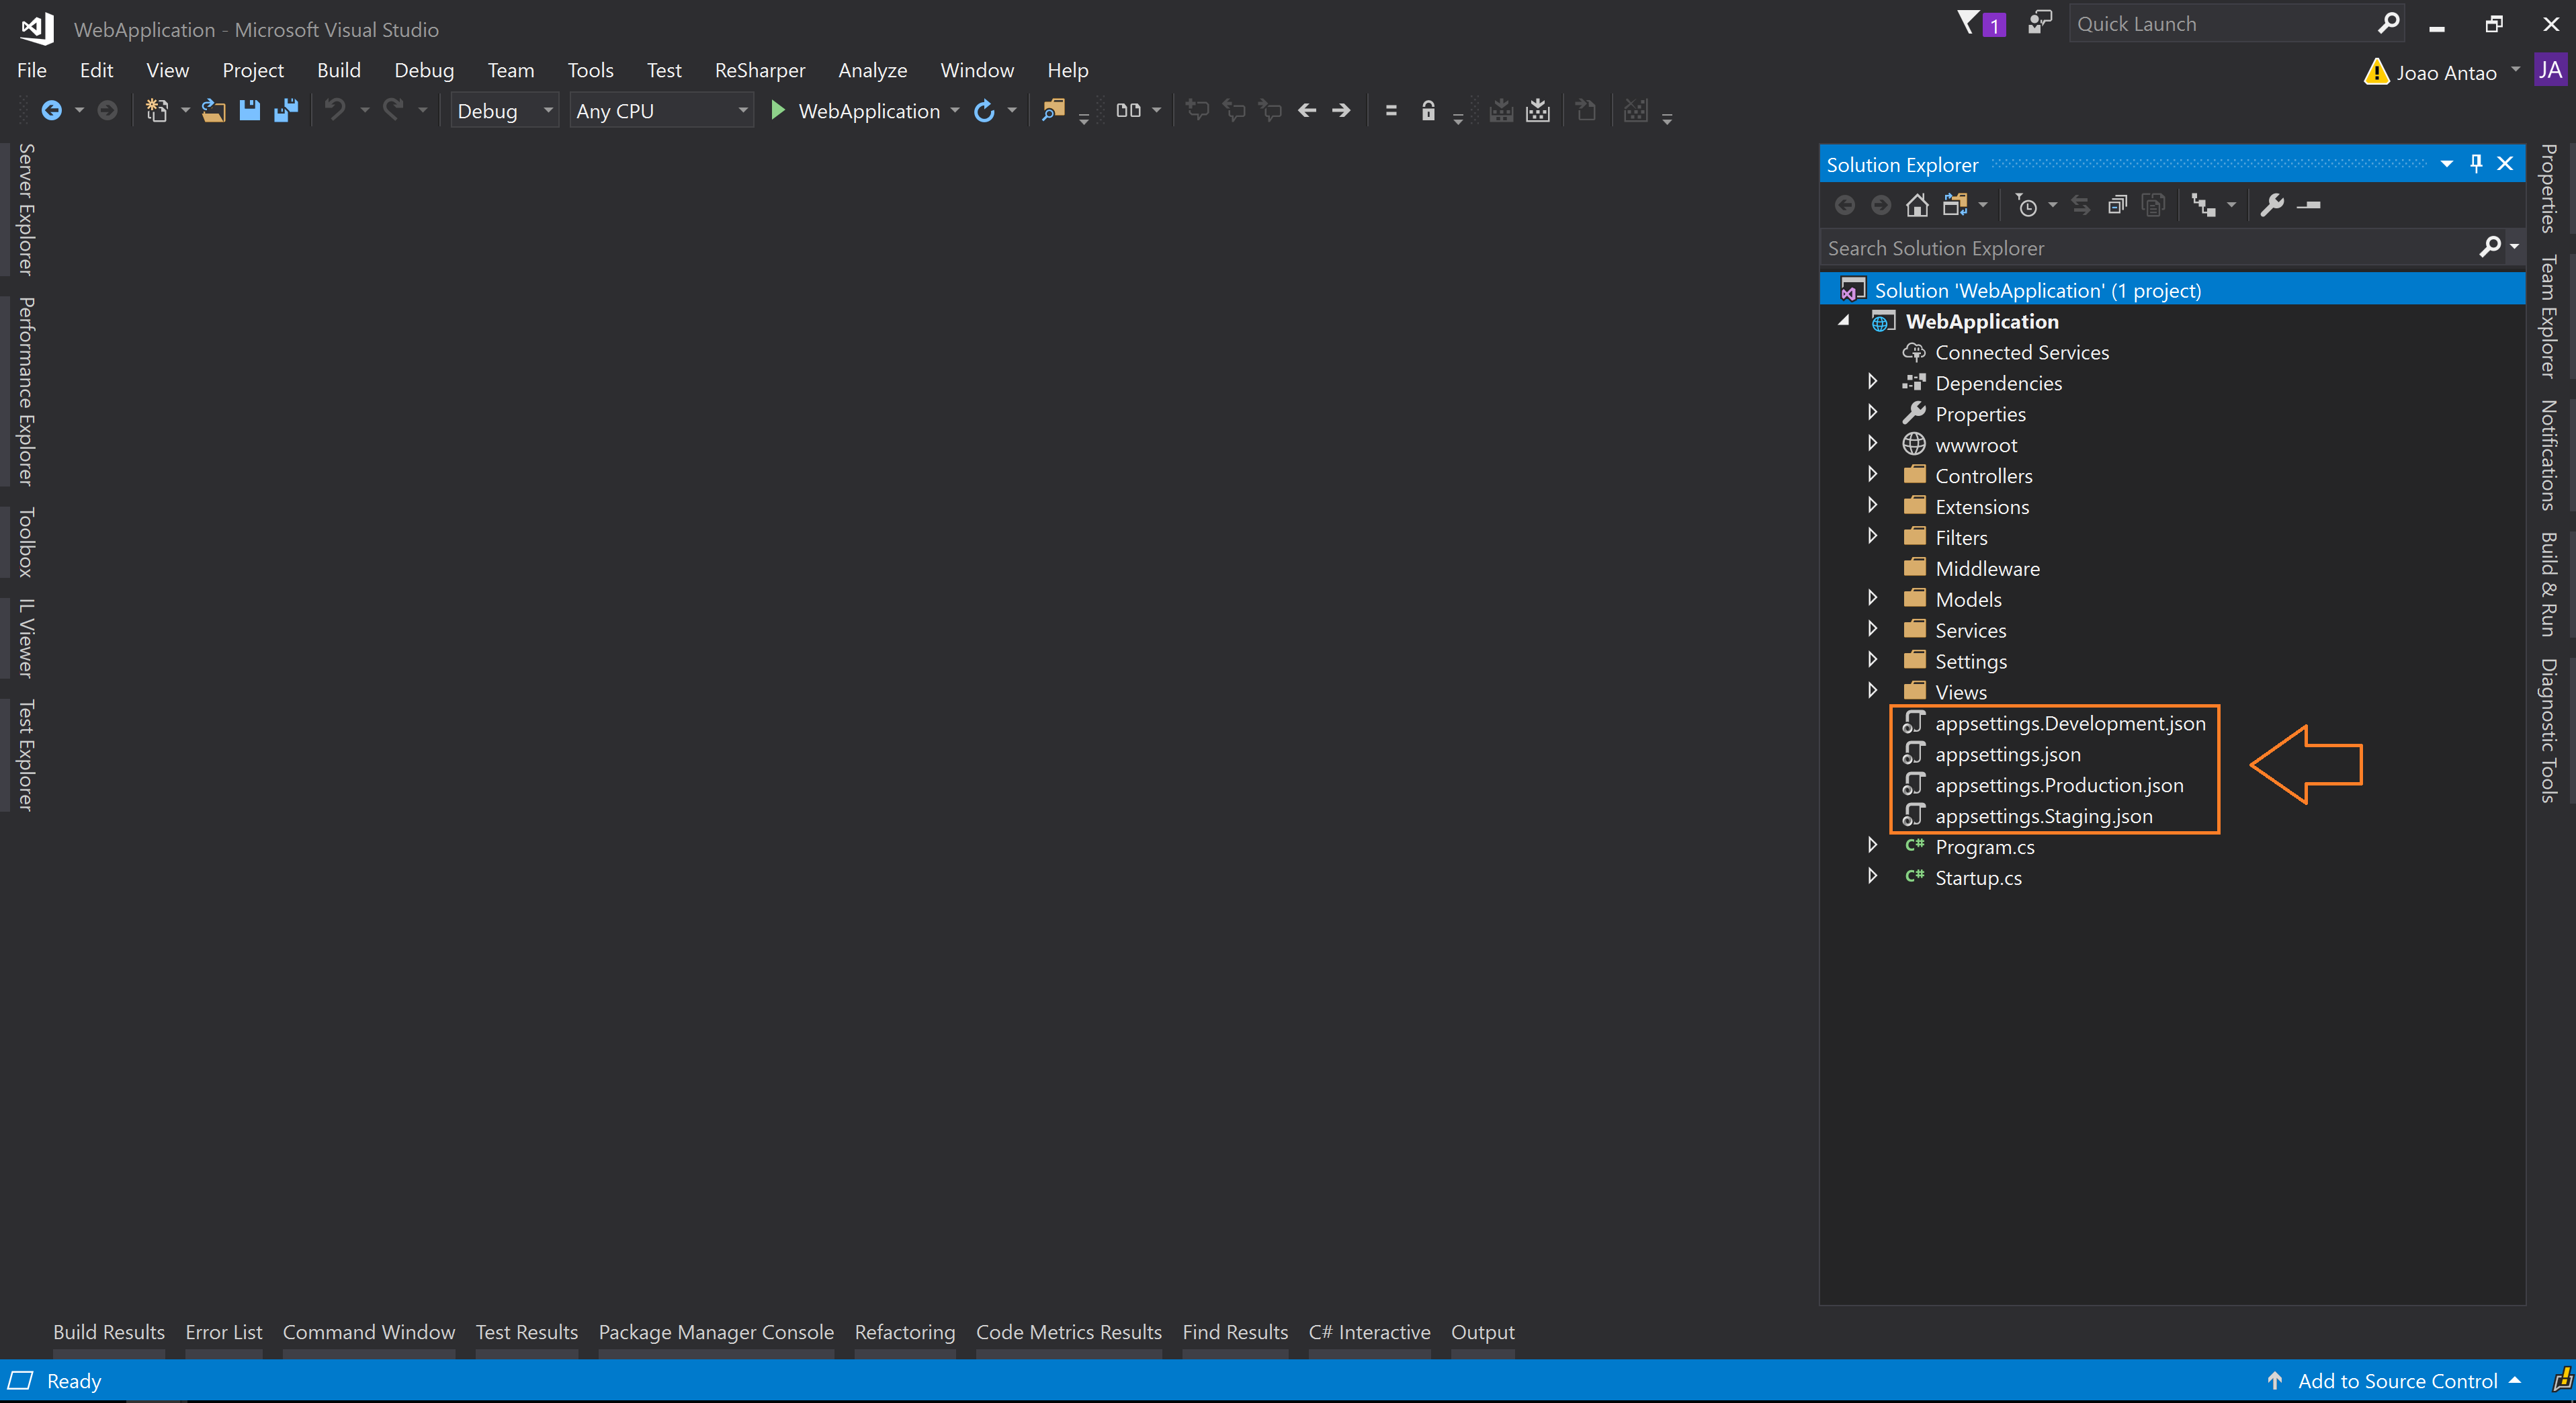 WebApplication - Microsoft Visual Studio
1
Quick Launch
File Edit View Project Build Debug Team Tools Test ReSharper Analyze Window Help
Joao Antao JA
Debug Any CPU WebApplication
Server Explorer
Performance Explorer
Toolbox
IL Viewer
Test Explorer
Solution Explorer
Search Solution Explorer
Solution 'WebApplication' (1 project)
WebApplication
Connected Services
Dependencies
Properties
wwwroot
Controllers
Extensions
Filters
Middleware
Models
Services
Settings
Views
appsettings.Development.json
appsettings.json
appsettings.Production.json
appsettings.Staging.json
C# Program.cs
C# Startup.cs
Properties
Team Explorer
Notifications
Build & Run
Diagnostic Tools
Build Results Error List Command Window Test Results Package Manager Console Refactoring Code Metrics Results Find Results C# Interactive Output
Ready
Add to Source Control